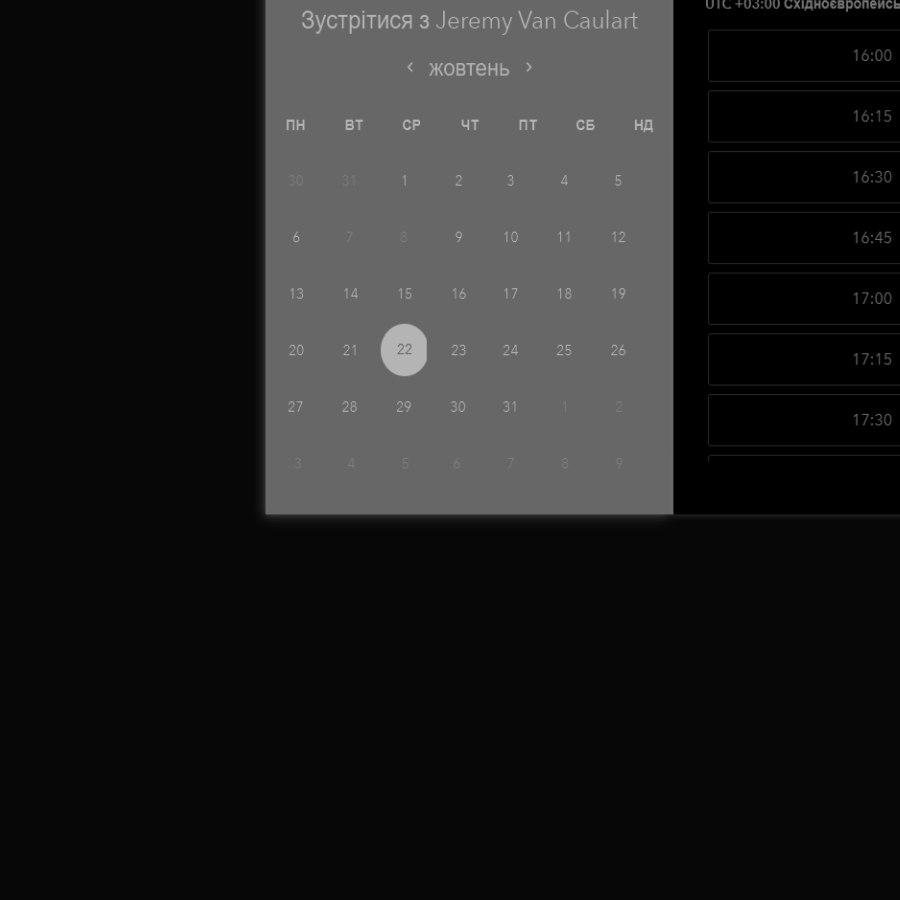 Зустрітися з Jeremy Van Caulart
‹ жовтень ›
ПН ВТ СР ЧТ ПТ СБ НД
30 31 1 2 3 4 5
6 7 8 9 10 11 12
13 14 15 16 17 18 19
20 21 22 23 24 25 26
27 28 29 30 31 1 2
3 4 5 6 7 8 9
UTC +03:00 Східноєвропейсь
16:00
16:15
16:30
16:45
17:00
17:15
17:30